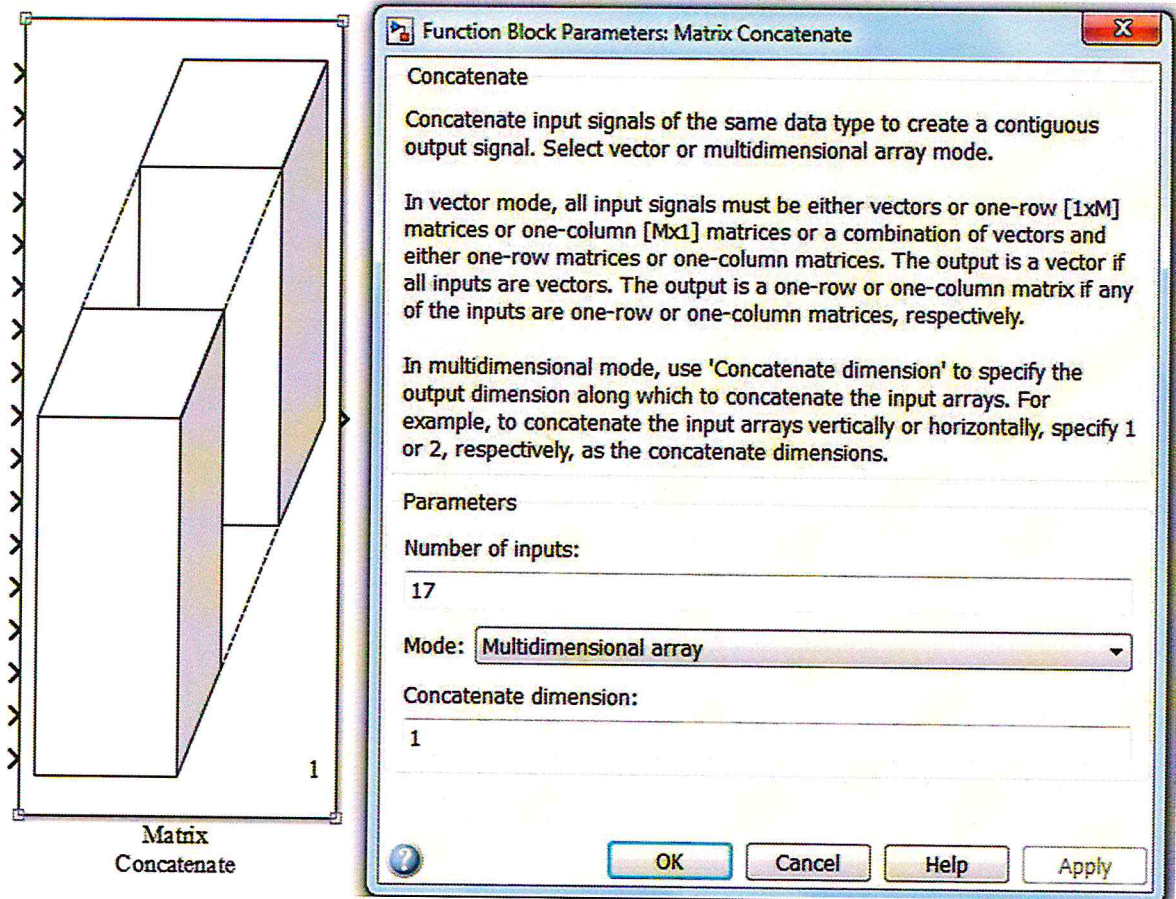 1
Matrix
Concatenate
Function Block Parameters: Matrix Concatenate
Concatenate
Concatenate input signals of the same data type to create a contiguous
output signal. Select vector or multidimensional array mode.
In vector mode, all input signals must be either vectors or one-row [1xM]
matrices or one-column [Mx1] matrices or a combination of vectors and
either one-row matrices or one-column matrices. The output is a vector if
all inputs are vectors. The output is a one-row or one-column matrix if any
of the inputs are one-row or one-column matrices, respectively.
In multidimensional mode, use 'Concatenate dimension' to specify the
output dimension along which to concatenate the input arrays. For
example, to concatenate the input arrays vertically or horizontally, specify 1
or 2, respectively, as the concatenate dimensions.
Parameters
Number of inputs:
17
Mode: Multidimensional array
Concatenate dimension:
1
OK Cancel Help Apply